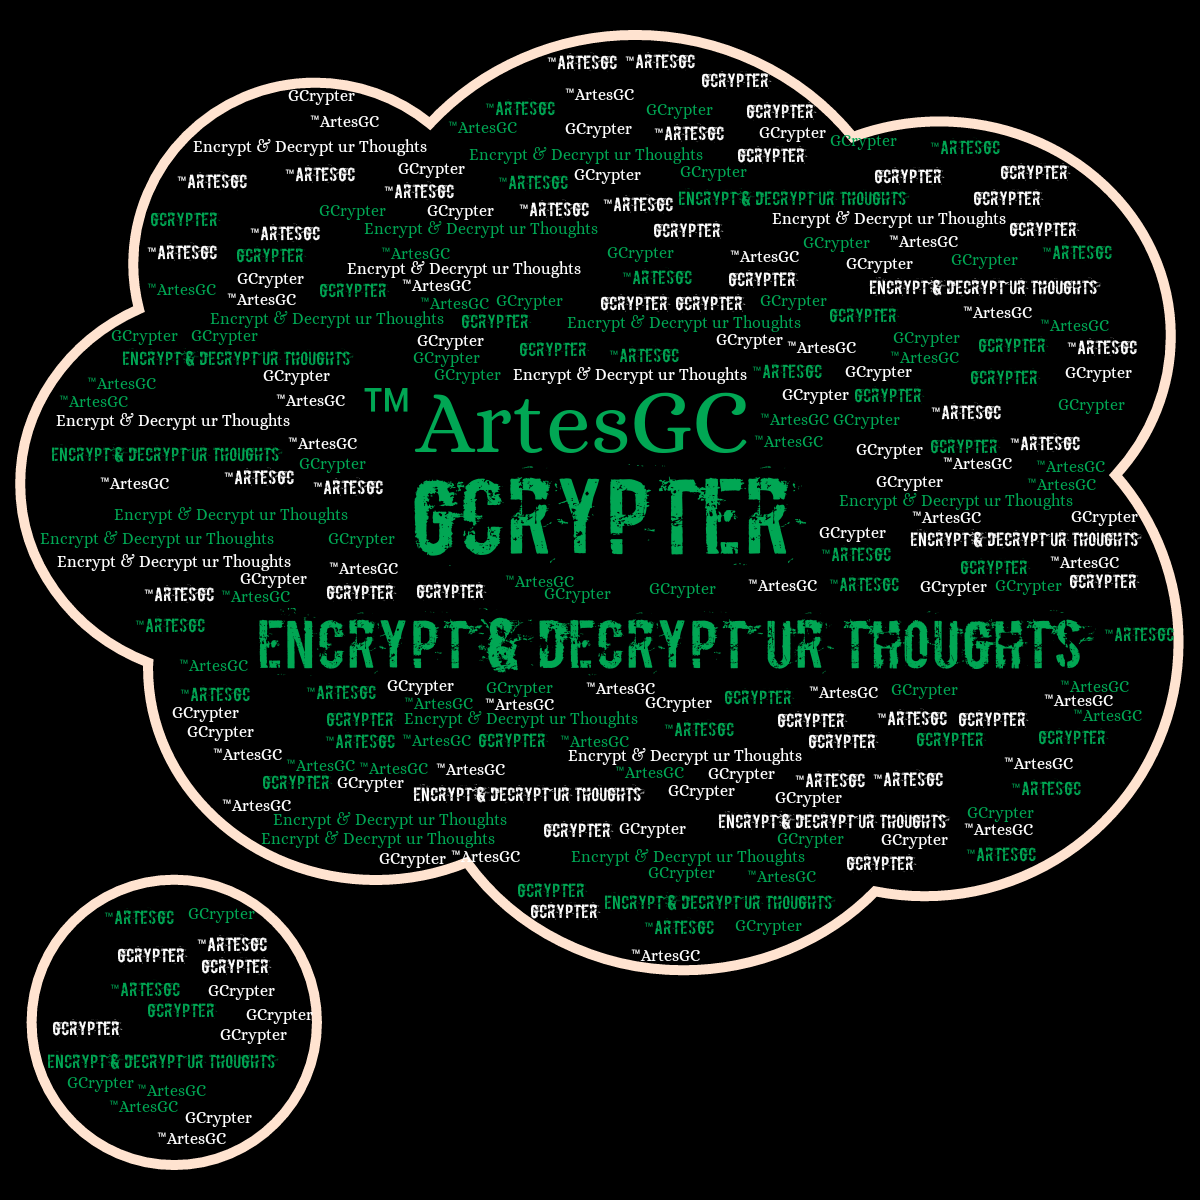 ™ARTESGC ™ARTESGC
GCRYPTER
GCrypter ™ArtesGC
™ARTESGC GCrypter GCRYPTER
™ArtesGC ™ArtesGC GCrypter ™ARTESGC GCrypter
GCrypter ™ARTESGC
Encrypt & Decrypt ur Thoughts Encrypt & Decrypt ur Thoughts GCRYPTER
GCrypter GCrypter GCrypter GCRYPTER GCRYPTER
™ARTESGC ™ARTESGC ™ARTESGC
™ARTESGC ENCRYPT & DECRYPT UR THOUGHTS GCRYPTER
GCrypter GCrypter ™ARTESGC ™ARTESGC
GCRYPTER Encrypt & Decrypt ur Thoughts
™ARTESGC Encrypt & Decrypt ur Thoughts GCRYPTER GCRYPTER
GCrypter ™ArtesGC
™ARTESGC GCRYPTER ™ArtesGC GCrypter ™ArtesGC GCrypter GCrypter ™ARTESGC
Encrypt & Decrypt ur Thoughts
GCrypter ™ARTESGC GCRYPTER
™ArtesGC GCRYPTER ™ArtesGC ENCRYPT & DECRYPT UR THOUGHTS
™ArtesGC ™ArtesGC GCrypter GCRYPTER GCRYPTER GCrypter
Encrypt & Decrypt ur Thoughts GCRYPTER Encrypt & Decrypt ur Thoughts GCRYPTER ™ArtesGC
™ArtesGC
GCrypter GCrypter GCrypter GCrypter ™ArtesGC GCrypter
GCRYPTER GCRYPTER ™ARTESGC
ENCRYPT & DECRYPT UR THOUGHTS GCrypter ™ARTESGC ™ArtesGC
GCrypter GCrypter Encrypt & Decrypt ur Thoughts ™ARTESGC GCrypter GCRYPTER GCrypter
™ArtesGC
™ArtesGC ™ArtesGC GCrypter GCRYPTER GCrypter
™ArtesGC
Encrypt & Decrypt ur Thoughts ™ArtesGC GCrypter ™ARTESGC
™ArtesGC ™ArtesGC
ENCRYPT & DECRYPT UR THOUGHTS GCrypter GCRYPTER ™ARTESGC
GCrypter ™ArtesGC ™ArtesGC
™ArtesGC ™ARTESGC ™ARTESGC GCrypter ™ArtesGC
GCRYPTER
Encrypt & Decrypt ur Thoughts
Encrypt & Decrypt ur Thoughts ™ArtesGC GCrypter
Encrypt & Decrypt ur Thoughts GCrypter GCrypter ENCRYPT & DECRYPT UR THOUGHTS
Encrypt & Decrypt ur Thoughts ™ArtesGC ™ARTESGC GCRYPTER ™ArtesGC
GCrypter ™ArtesGC GCRYPTER
™ARTESGC ™ArtesGC GCRYPTER GCRYPTER GCrypter GCrypter ™ArtesGC ™ARTESGC GCrypter GCrypter
™ARTESGC
ENCRYPT & DECRYPT UR THOUGHTS ™ARTESGC
™ArtesGC
™ARTESGC ™ARTESGC GCrypter GCrypter ™ArtesGC GCRYPTER ™ArtesGC GCrypter ™ArtesGC
™ArtesGC ™ArtesGC GCrypter ™ArtesGC
GCrypter GCRYPTER Encrypt & Decrypt ur Thoughts GCRYPTER ™ARTESGC GCRYPTER ™ArtesGC
GCrypter ™ARTESGC
™ARTESGC ™ArtesGC GCRYPTER ™ArtesGC GCRYPTER GCRYPTER GCRYPTER
™ArtesGC Encrypt & Decrypt ur Thoughts
™ArtesGC ™ArtesGC ™ArtesGC ™ArtesGC GCrypter ™ArtesGC
GCRYPTER GCrypter ™ARTESGC ™ARTESGC
ENCRYPT & DECRYPT UR THOUGHTS GCrypter GCrypter ™ARTESGC
™ArtesGC
Encrypt & Decrypt ur Thoughts ENCRYPT & DECRYPT UR THOUGHTS GCrypter
Encrypt & Decrypt ur Thoughts GCRYPTER GCrypter GCrypter GCrypter ™ArtesGC
GCrypter ™ArtesGC Encrypt & Decrypt ur Thoughts GCRYPTER ™ARTESGC
GCrypter ™ArtesGC
GCRYPTER
ENCRYPT & DECRYPT UR THOUGHTS
GCRYPTER
™ARTESGC GCrypter
™ArtesGC
™ARTESGC GCrypter
™ARTESGC
GCRYPTER
GCRYPTER
™ARTESGC GCrypter
GCRYPTER
GCrypter
GCRYPTER
GCrypter
ENCRYPT & DECRYPT UR THOUGHTS
GCrypter ™ArtesGC
™ArtesGC
GCrypter
™ArtesGC